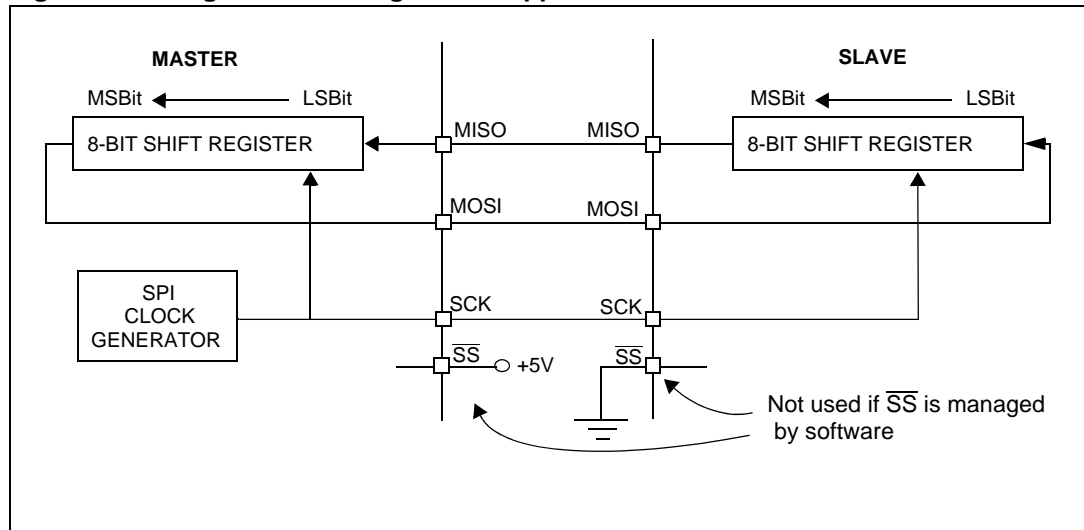 MASTER
SLAVE
MSBit
LSBit
MSBit
LSBit
8-BIT SHIFT REGISTER
MISO
MISO
8-BIT SHIFT REGISTER
MOSI
MOSI
SPI
CLOCK
GENERATOR
SCK
SCK
SS
+5V
SS
Not used if SS is managed
by software